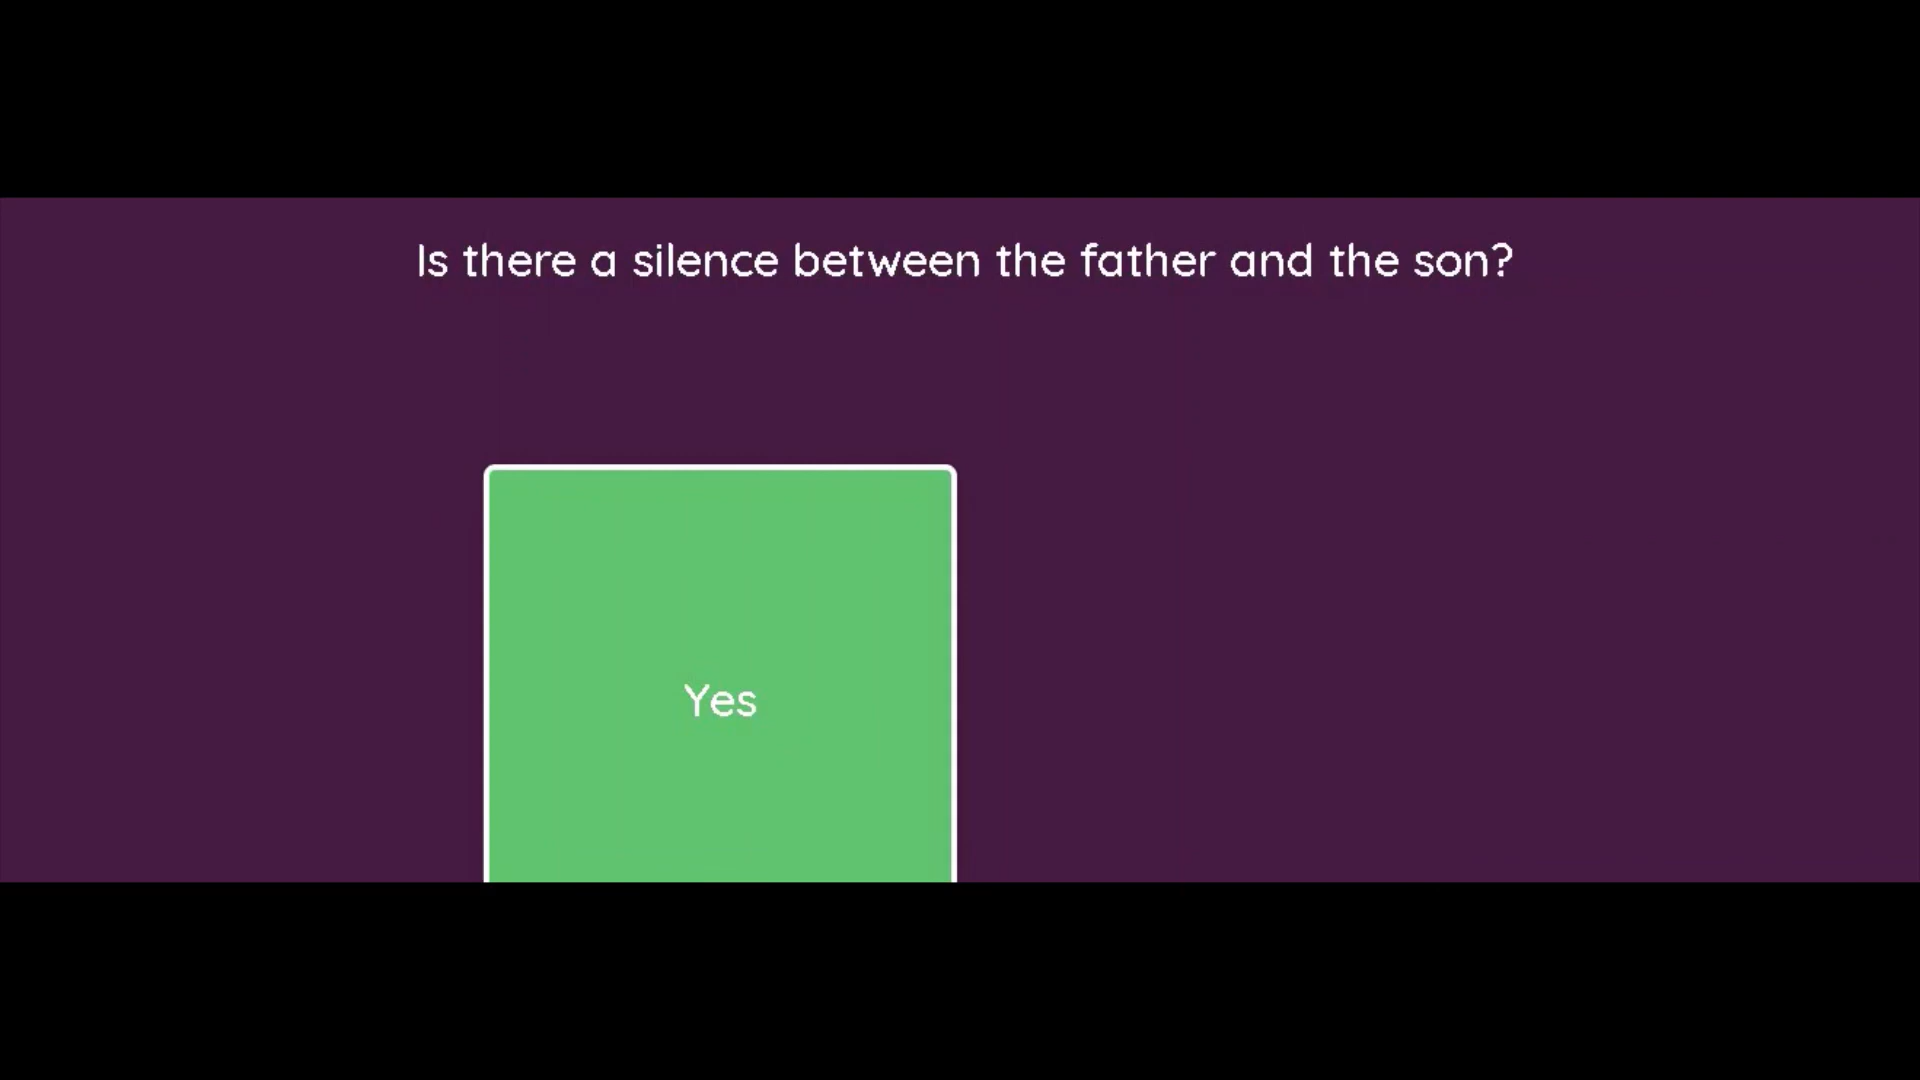 Is there a silence between the father and the son?
Yes